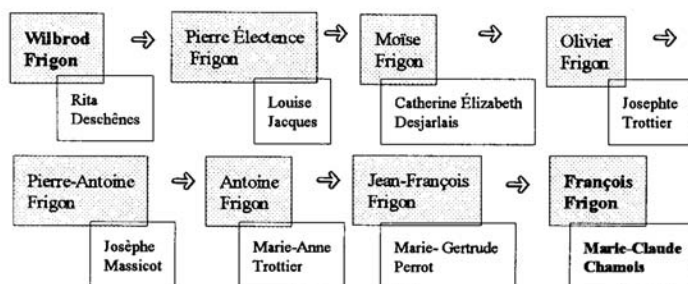 Wilbrod
Frigon
Rita
Deschênes
Pierre Électence
Frigon
Louise
Jacques
Moïse
Frigon
Catherine Élizabeth
Desjarlais
Olivier
Frigon
Josephte
Trottier
Pierre-Antoine
Frigon
Josèphe
Massicot
Antoine
Frigon
Marie-Anne
Trottier
Jean-François
Frigon
Marie- Gertrude
Perrot
François
Frigon
Marie-Claude
Chamois